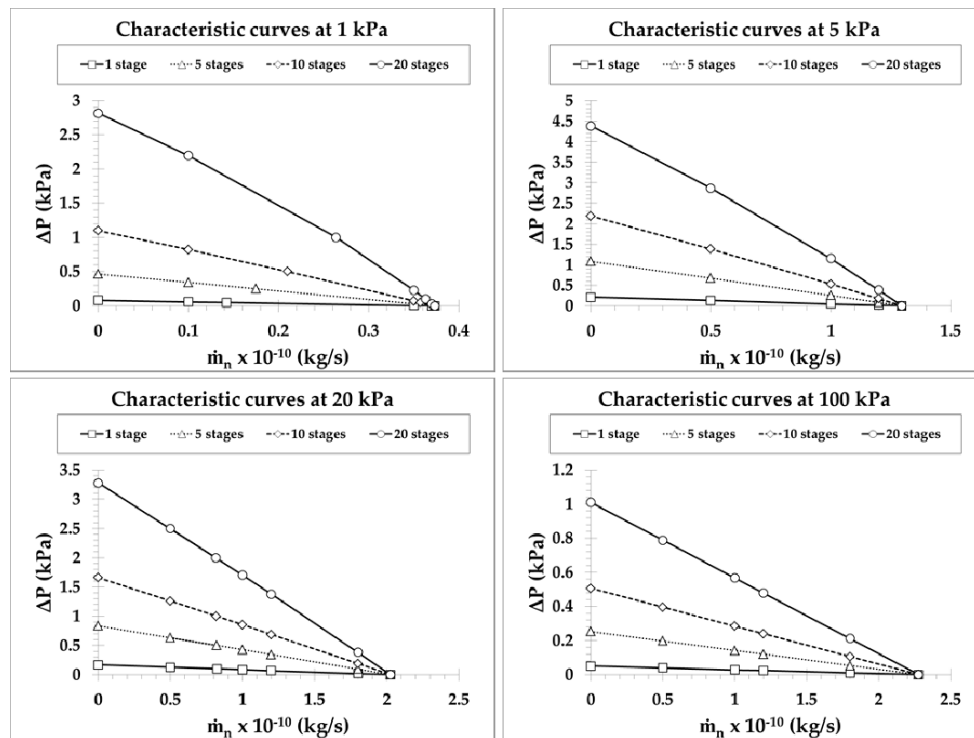 Characteristic curves at 1 kPa
1 stage 5 stages 10 stages 20 stages
3
2.5
2
1.5
1
0.5
0
ΔP (kPa)
0 0.1 0.2 0.3 0.4
ṁn x 10-10 (kg/s)
Characteristic curves at 5 kPa
1 stage 5 stages 10 stages 20 stages
5
4.5
4
3.5
3
2.5
2
1.5
1
0.5
0
ΔP (kPa)
0 0.5 1 1.5
ṁn x 10-10 (kg/s)
Characteristic curves at 20 kPa
1 stage 5 stages 10 stages 20 stages
3.5
3
2.5
2
1.5
1
0.5
0
ΔP (kPa)
0 0.5 1 1.5 2 2.5
ṁn x 10-10 (kg/s)
Characteristic curves at 100 kPa
1 stage 5 stages 10 stages 20 stages
1.2
1
0.8
0.6
0.4
0.2
0
ΔP (kPa)
0 0.5 1 1.5 2 2.5
ṁn x 10-10 (kg/s)